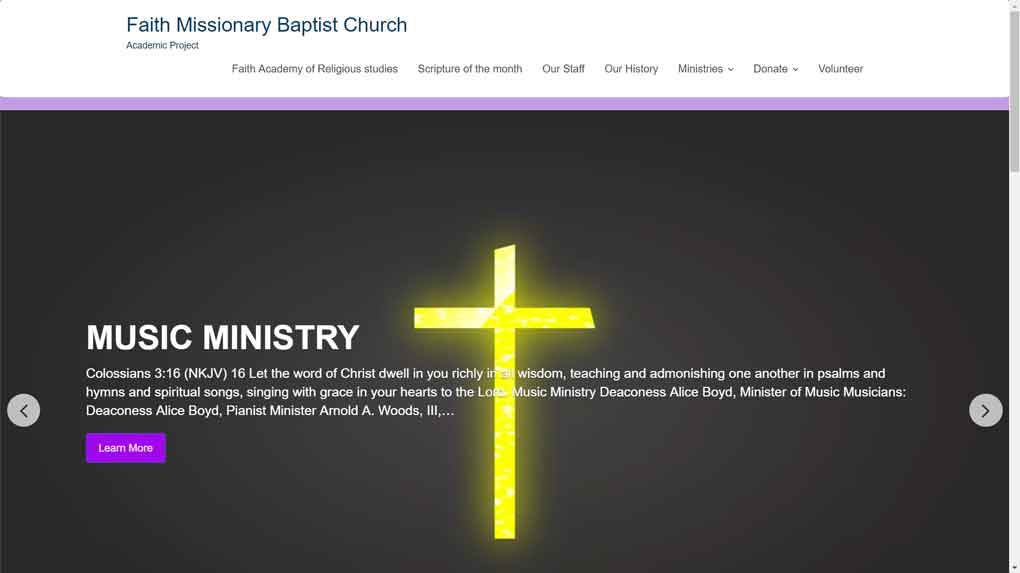 Faith Missionary Baptist Church
Academic Project
Faith Academy of Religious studies Scripture of the month Our Staff Our History Ministries Donate Volunteer
MUSIC MINISTRY
Colossians 3:16 (NKJV) 16 Let the word of Christ dwell in you richly in all wisdom, teaching and admonishing one another in psalms and
hymns and spiritual songs, singing with grace in your hearts to the Lord. Music Ministry Deaconess Alice Boyd, Minister of Music Musicians:
Deaconess Alice Boyd, Pianist Minister Arnold A. Woods, III,…
Learn More